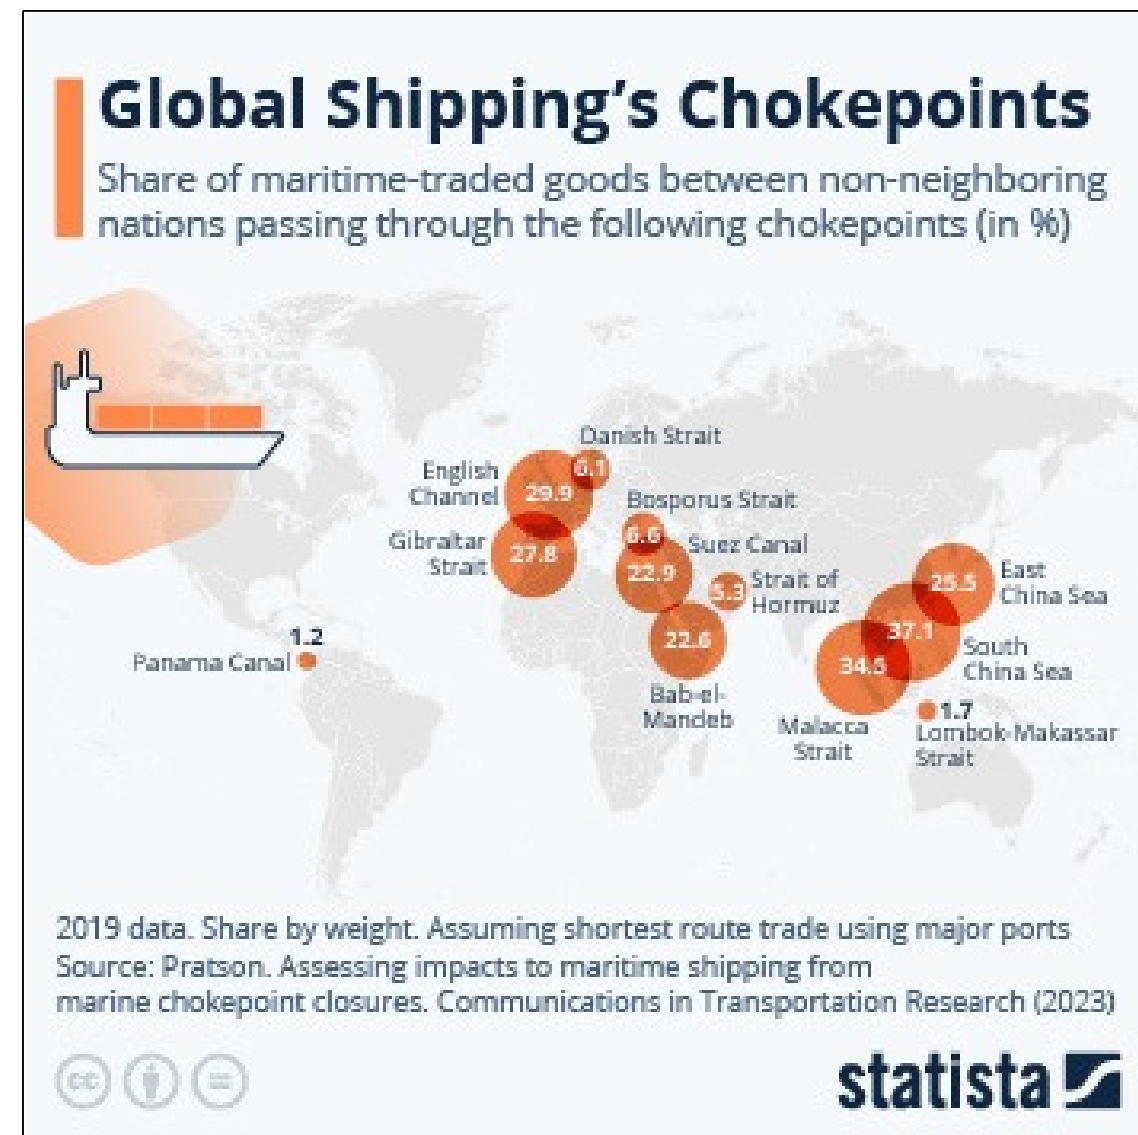 Global Shipping's Chokepoints
Share of maritime-traded goods between non-neighboring
nations passing through the following chokepoints (in %)
Danish Strait
6.1
English
Channel
29.9
Bosporus Strait
6.6
Gibraltar
Strait
27.8
Suez Canal
22.9
Strait of
Hormuz
5.3
East
China Sea
25.5
1.2
Panama Canal
22.6
Bab-el-
Mandeb
37.1
South
China Sea
34.5
Malacca
Strait
1.7
Lombok-Makassar
Strait
2019 data. Share by weight. Assuming shortest route trade using major ports
Source: Pratson. Assessing impacts to maritime shipping from
marine chokepoint closures. Communications in Transportation Research (2023)
cc
statista